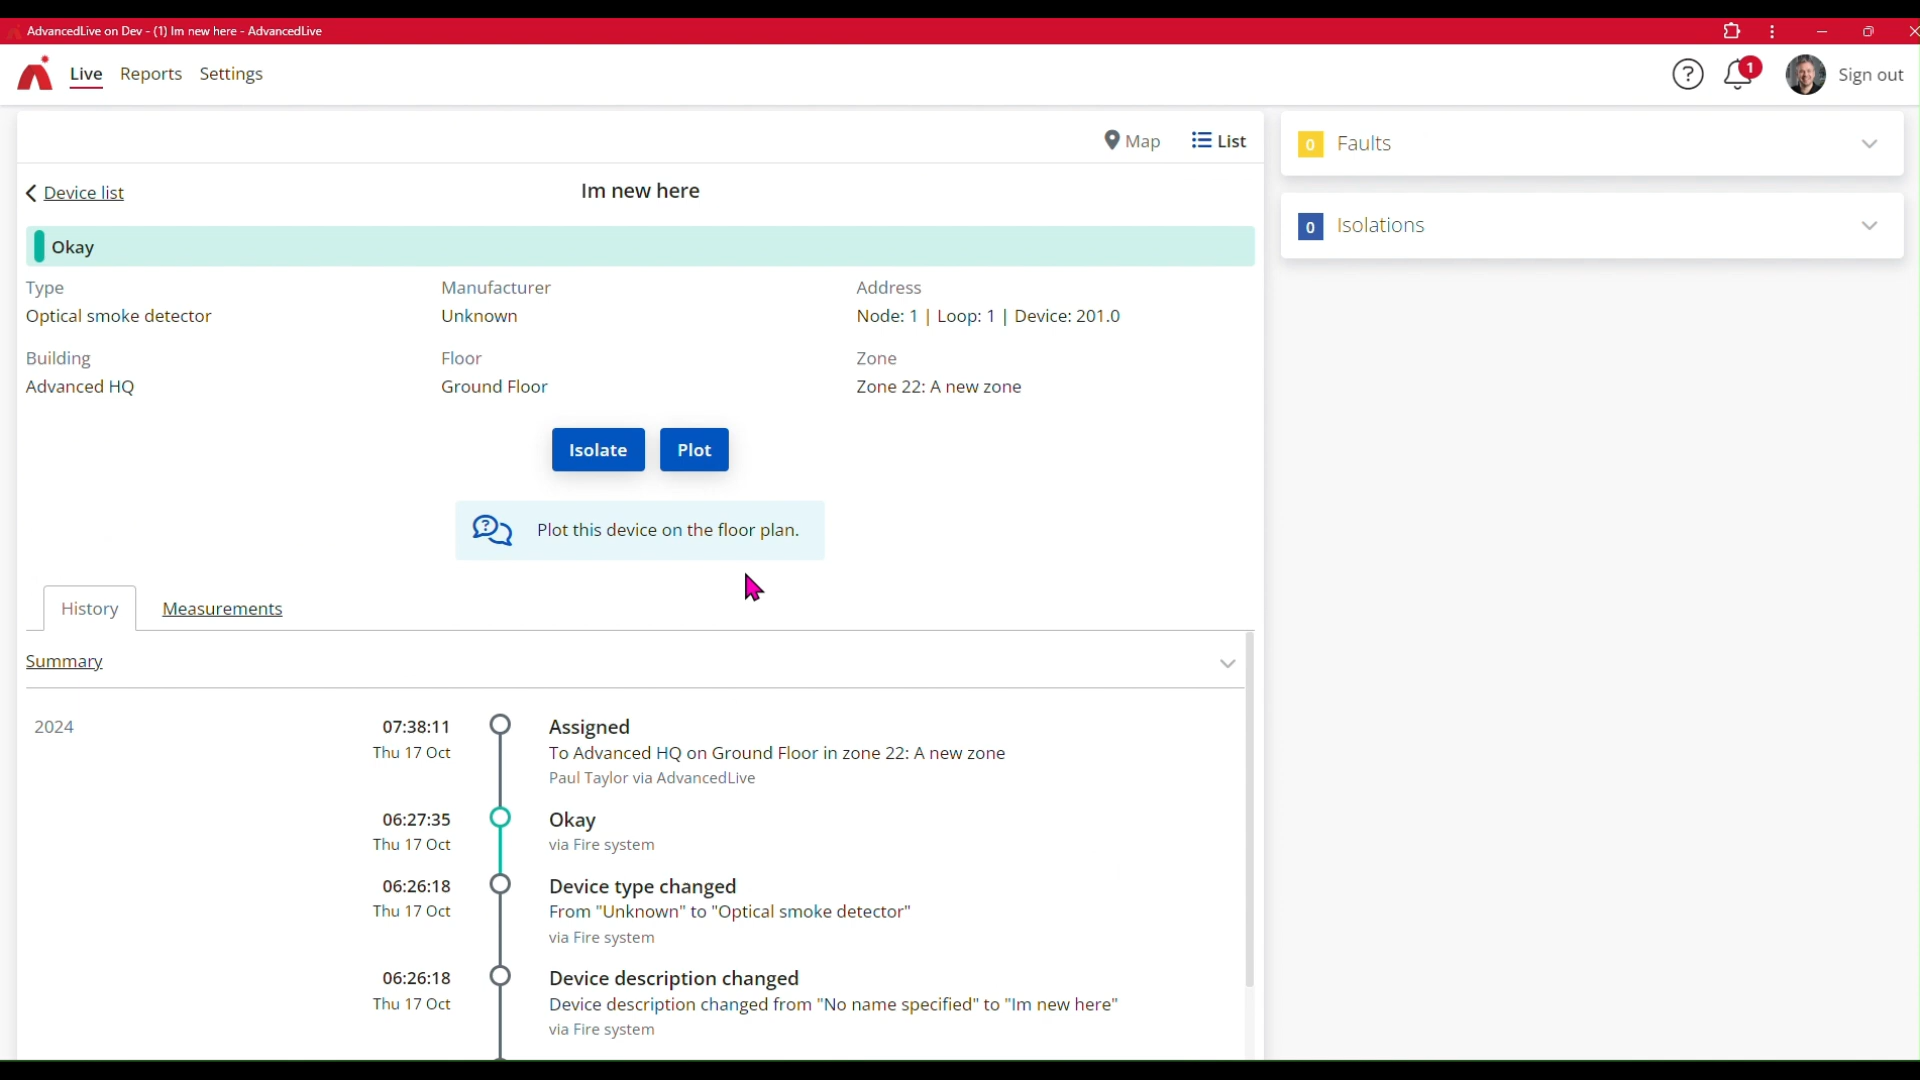 AdvancedLive on Dev - (1) Im new here - AdvancedLive
Live Reports Settings
? 1 Sign out
Map List
0 Faults
Device list
Im new here
0 Isolations
Okay
Type Manufacturer Address
Optical smoke detector Unknown Node: 1 | Loop: 1 | Device: 201.0
Building Floor Zone
Advanced HQ Ground Floor Zone 22: A new zone
Isolate Plot
? Plot this device on the floor plan.
History Measurements
Summary
2024 07:38:11 Assigned
Thu 17 Oct To Advanced HQ on Ground Floor in zone 22: A new zone
Paul Taylor via AdvancedLive
06:27:35 Okay
Thu 17 Oct via Fire system
06:26:18 Device type changed
Thu 17 Oct From "Unknown" to "Optical smoke detector"
via Fire system
06:26:18 Device description changed
Thu 17 Oct Device description changed from "No name specified" to "Im new here"
via Fire system